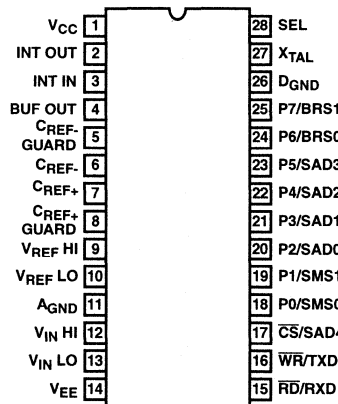 VCC 1 28 SEL
INT OUT 2 27 XTAL
INT IN 3 26 DGND
BUF OUT 4 25 P7/BRS1
CREF- GUARD 5 24 P6/BRS0
CREF- 6 23 P5/SAD3
CREF+ 7 22 P4/SAD2
CREF+ GUARD 8 21 P3/SAD1
VREF HI 9 20 P2/SAD0
VREF LO 10 19 P1/SMS1
AGND 11 18 P0/SMS0
VIN HI 12 17 C̅S̅/SAD4
VIN LO 13 16 W̅R̅/TXD
VEE 14 15 R̅D̅/RXD